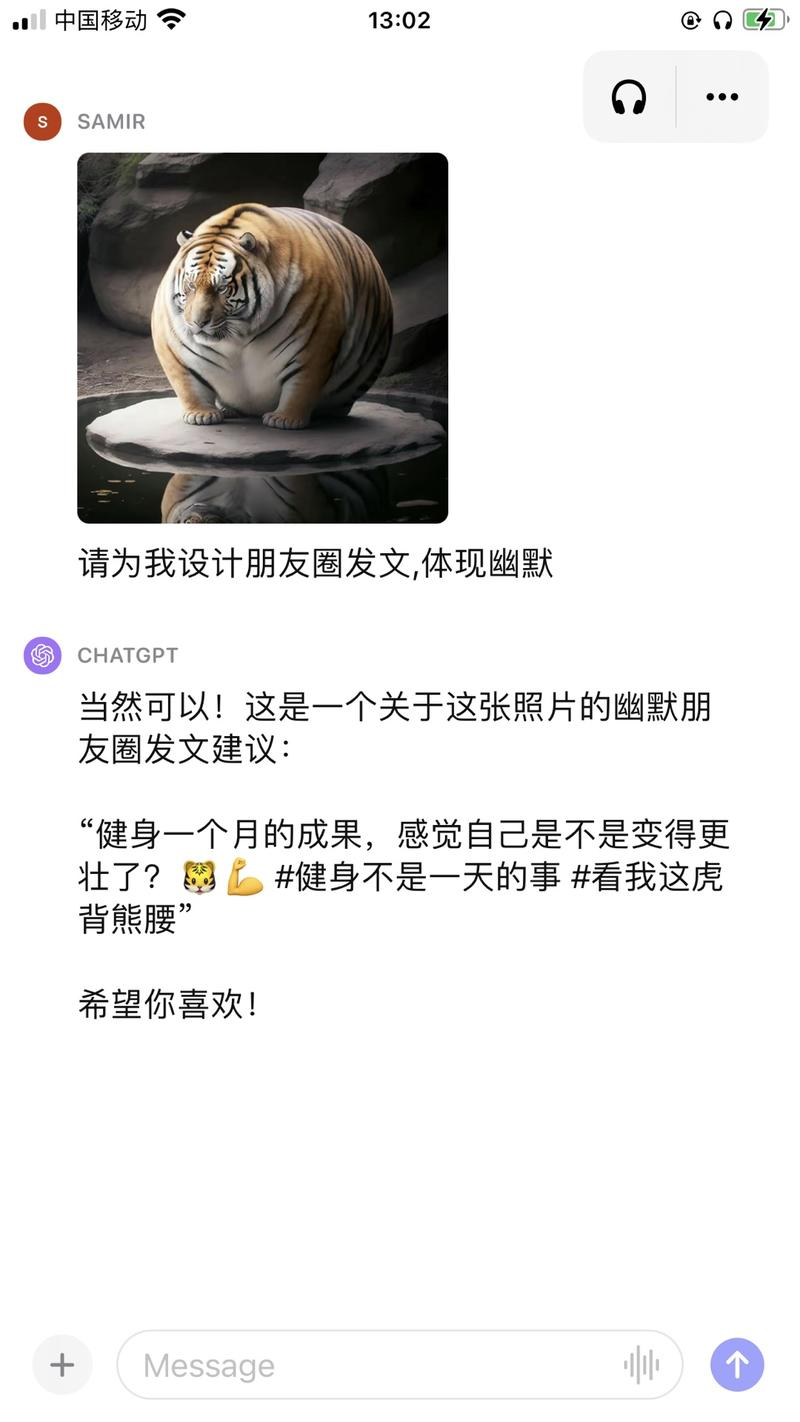 中国移动
13:02
S
SAMIR
请为我设计朋友圈发文,体现幽默
CHATGPT
当然可以！这是一个关于这张照片的幽默朋
友圈发文建议：
“健身一个月的成果，感觉自己是不是变得更
壮了？🐯💪 #健身不是一天的事 #看我这虎
背熊腰”
希望你喜欢！
Message